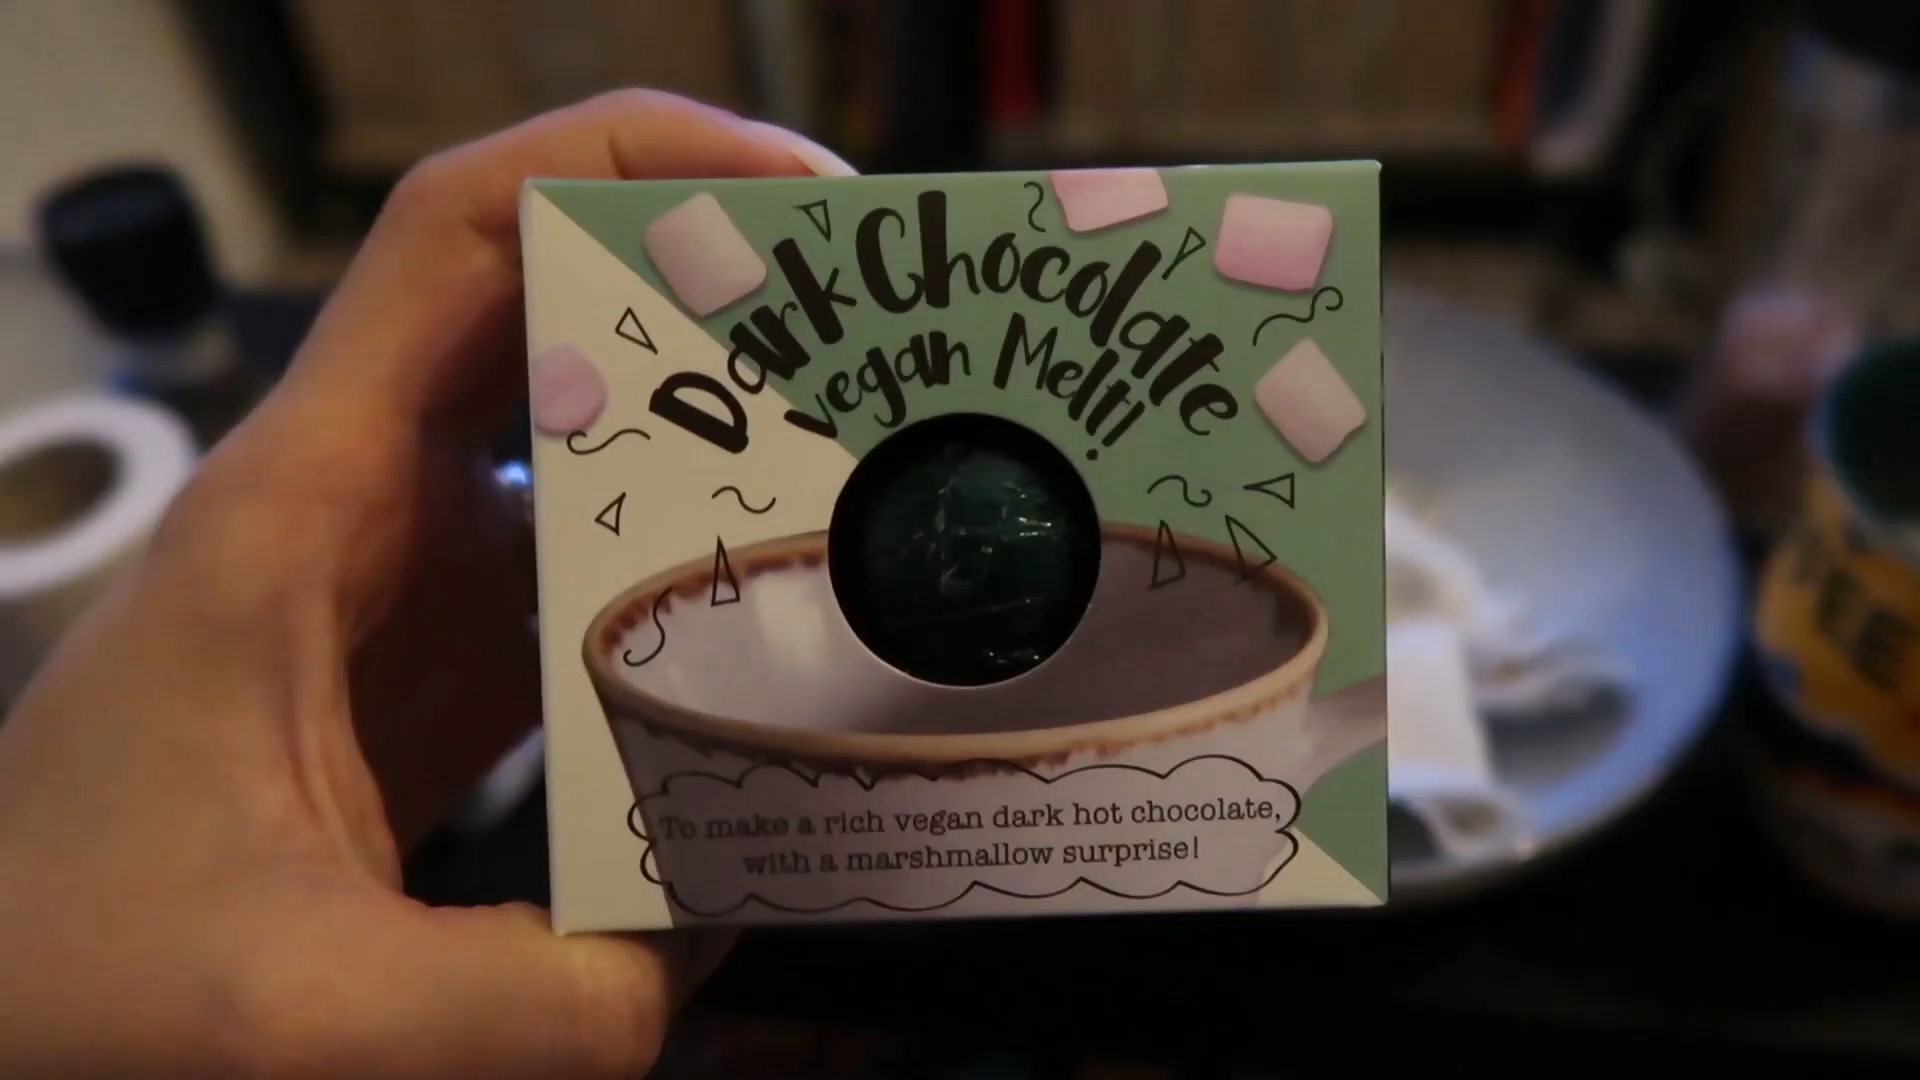 Dark Chocolate
vegan Melt!
To make a rich vegan dark hot chocolate,
with a marshmallow surprise!